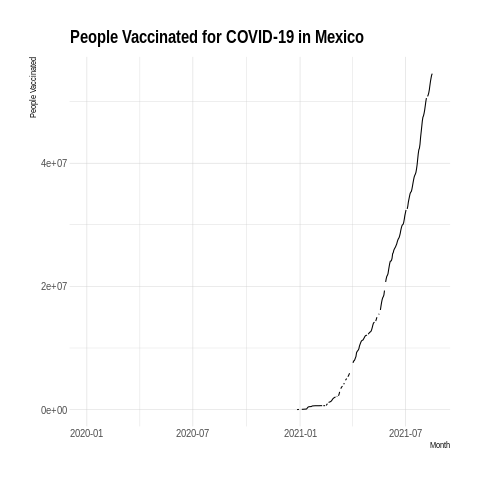 People Vaccinated for COVID-19 in Mexico
People Vaccinated
4e+07
2e+07
0e+00
2020-01 2020-07 2021-01 2021-07
Month